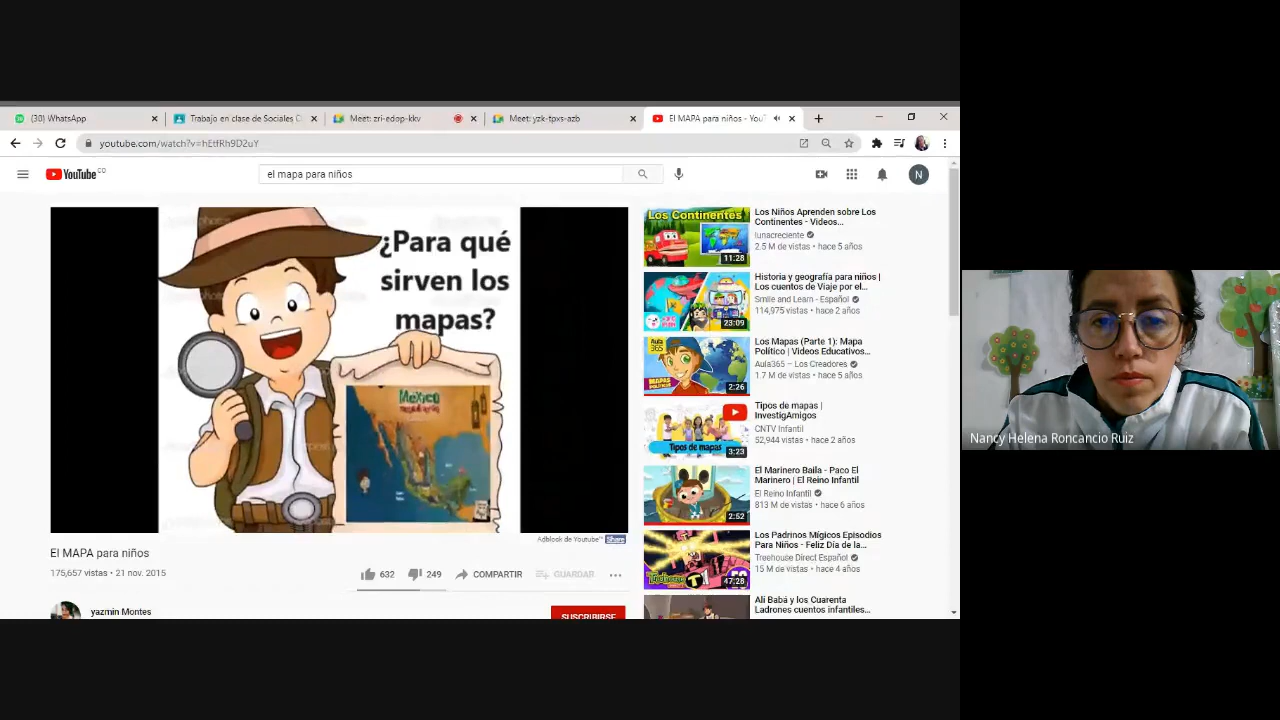 (30) WhatsApp
Trabajo en clase de Sociales C
Meet: zri-edop-kkv
Meet: yzk-tpxs-azb
El MAPA para niños - YouT
youtube.com/watch?v=hEtfRh9D2uY
YouTube CO
el mapa para niños
N
¿Para qué
sirven los
mapas?
Mexico
Adblock de Youtube™ Share
El MAPA para niños
175,657 vistas • 21 nov. 2015
632
249
COMPARTIR
GUARDAR
yazmin Montes
SUSCRIBIRSE
Los Continentes
11:28
Los Niños Aprenden sobre Los
Continentes - Videos...
lunacreciente
2.5 M de vistas • hace 5 años
23:09
Historia y geografía para niños |
Los cuentos de Viaje por el...
Smile and Learn - Español
114,975 vistas • hace 2 años
Aula
365
MAPAS
2:26
Los Mapas (Parte 1): Mapa
Político | Videos Educativos...
Aula365 – Los Creadores
1.7 M de vistas • hace 5 años
Tipos de mapas
3:23
Tipos de mapas |
InvestigAmigos
CNTV Infantil
52,944 vistas • hace 2 años
2:52
El Marinero Baila - Paco El
Marinero | El Reino Infantil
El Reino Infantil
813 M de vistas • hace 6 años
47:28
Los Padrinos Mágicos Episodios
Para Niños - Feliz Día de la...
Treehouse Direct Español
15 M de vistas • hace 4 años
Alí Babá y los Cuarenta
Ladrones cuentos infantiles...
Nancy Helena Roncancio Ruiz